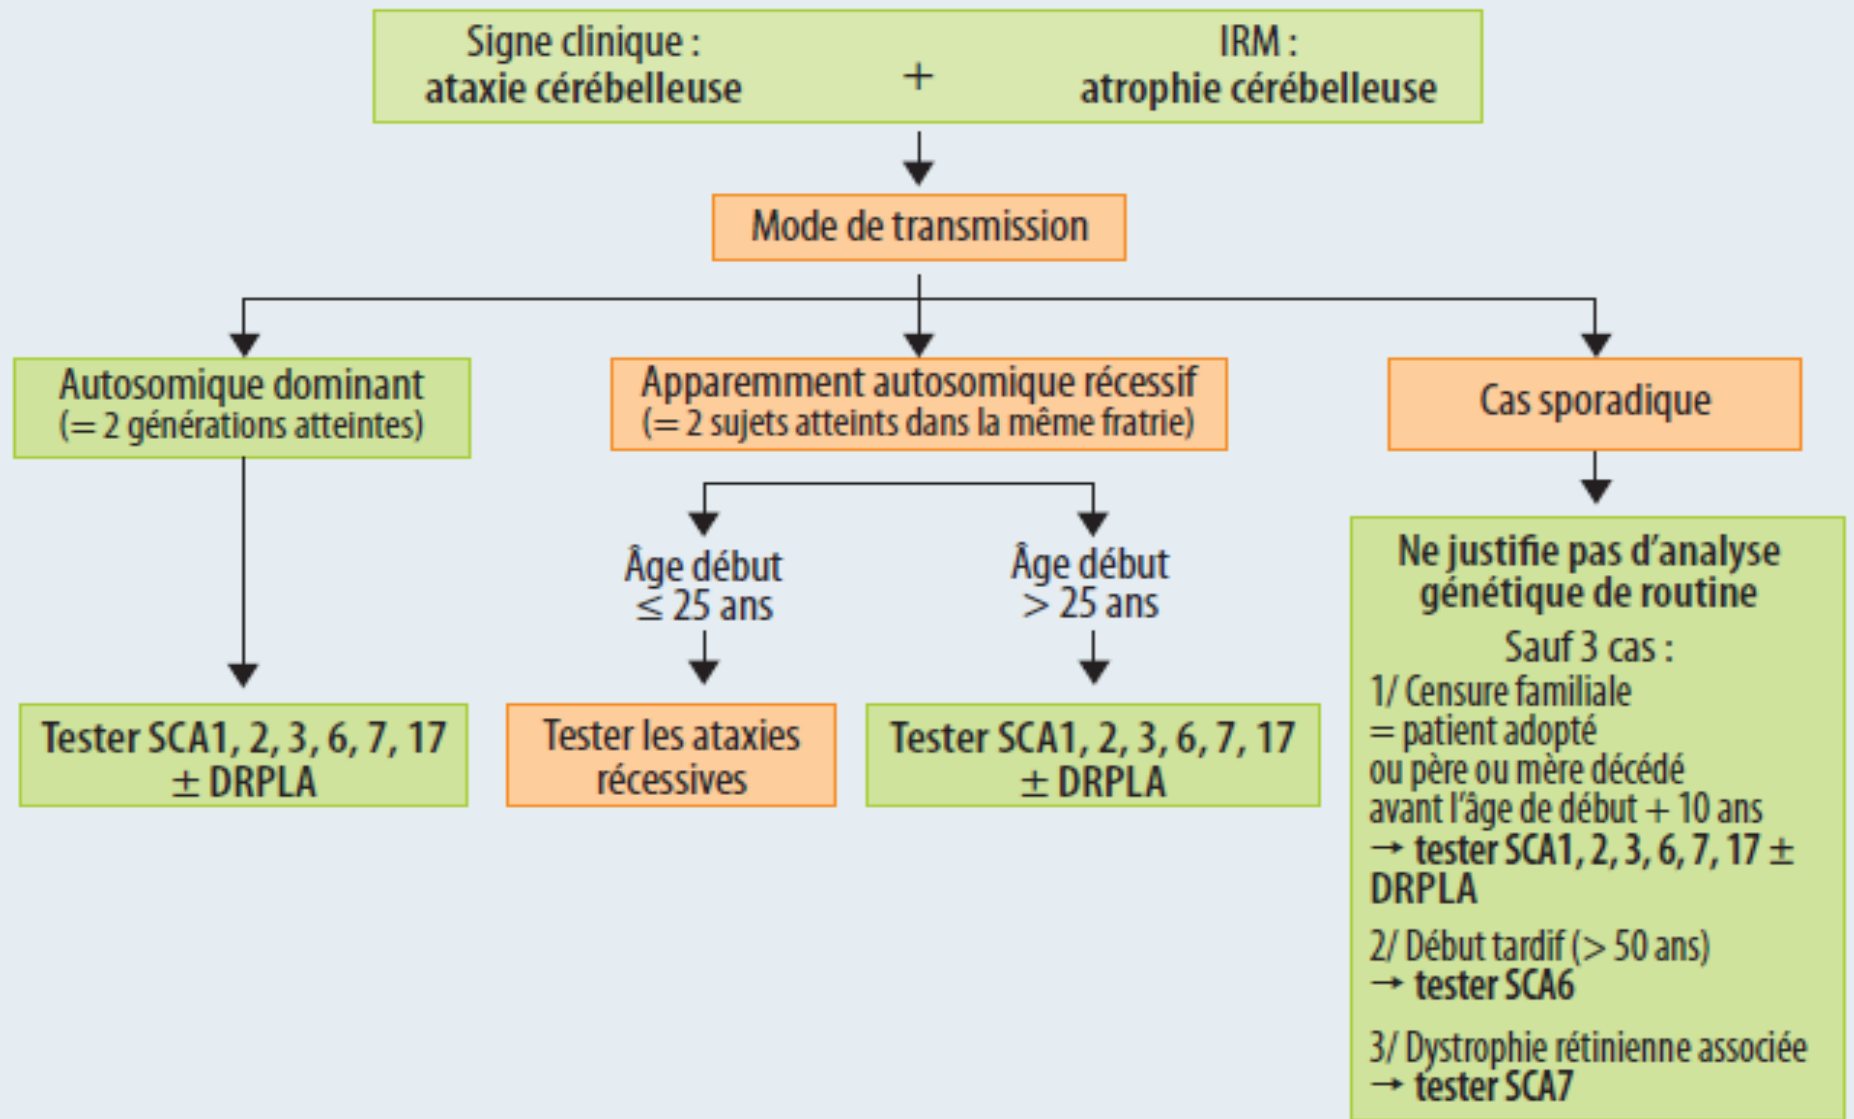 Signe clinique :
ataxie cérébelleuse
+
IRM :
atrophie cérébelleuse
Mode de transmission
Autosomique dominant
(= 2 générations atteintes)
Apparemment autosomique récessif
(= 2 sujets atteints dans la même fratrie)
Cas sporadique
Âge début
≤ 25 ans
Âge début
> 25 ans
Tester SCA1, 2, 3, 6, 7, 17
± DRPLA
Tester les ataxies
récessives
Tester SCA1, 2, 3, 6, 7, 17
± DRPLA
Ne justifie pas d’analyse
génétique de routine
Sauf 3 cas :
1/ Censure familiale
= patient adopté
ou père ou mère décédé
avant l’âge de début + 10 ans
→ tester SCA1, 2, 3, 6, 7, 17 ±
DRPLA
2/ Début tardif (> 50 ans)
→ tester SCA6
3/ Dystrophie rétinienne associée
→ tester SCA7